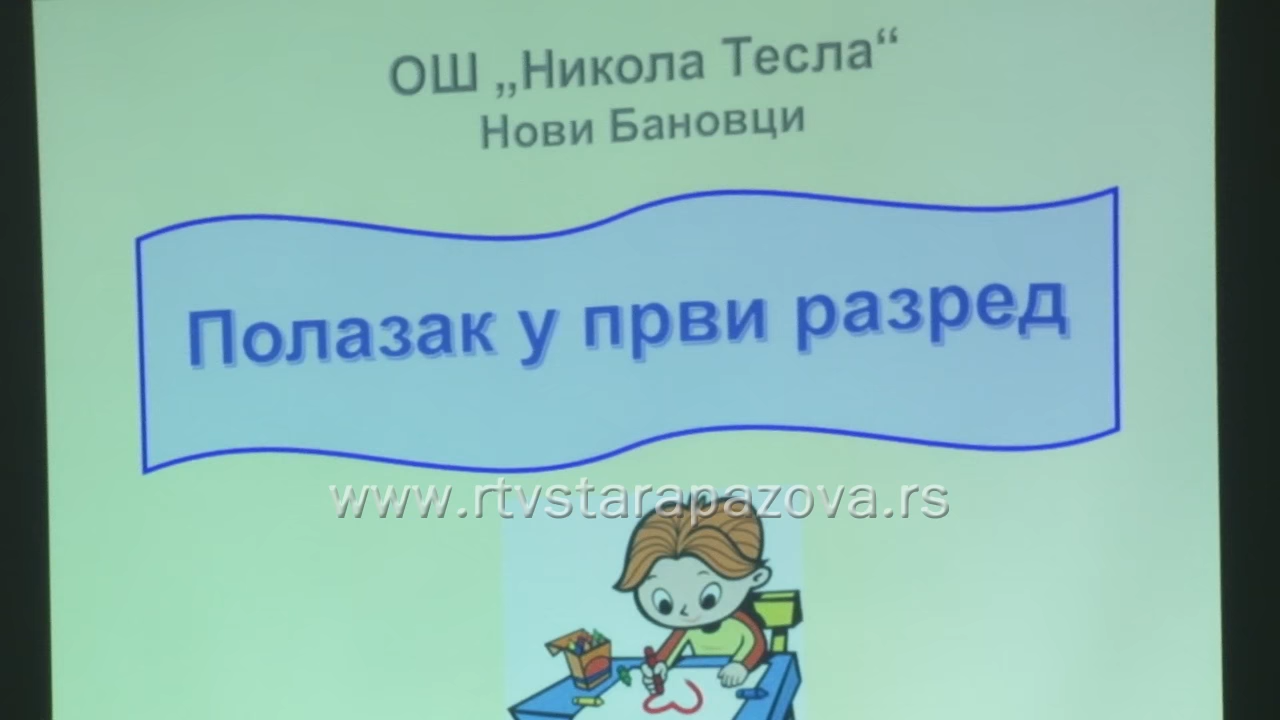 ОШ „Никола Тесла“
Нови Бановци
Полазак у први разред
www.rtvstarapazova.rs